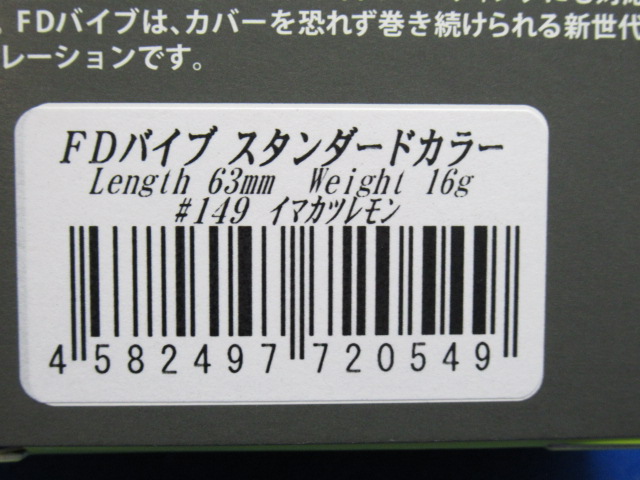 FDバイブは、カバーを恐れず巻き続けられる新世代
レーションです。
FDバイブ スタンダードカラー
Length 63mm Weight 16g
#149 イマカツレモン
4 582497 720549